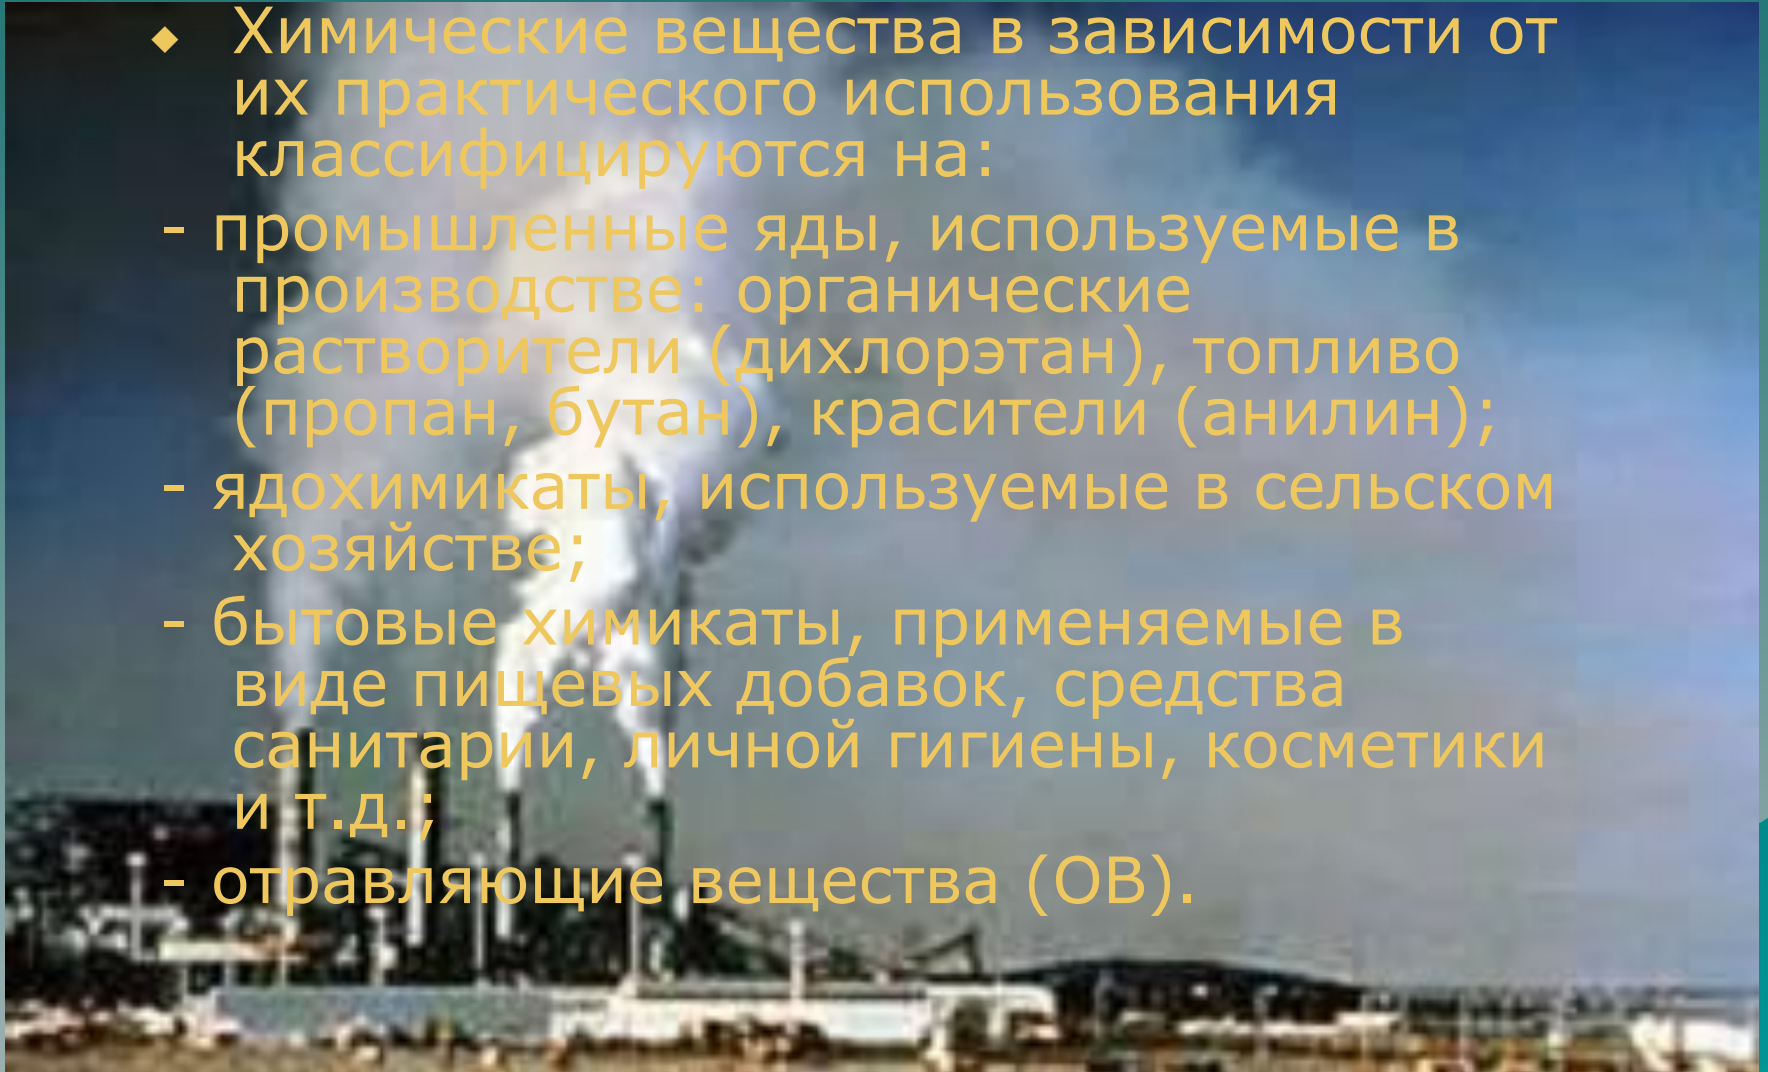 Химические вещества в зависимости от
их практического использования
классифицируются на:
- промышленные яды, используемые в
производстве: органические
растворители (дихлорэтан), топливо
(пропан, бутан), красители (анилин);
- ядохимикаты, используемые в сельском
хозяйстве;
- бытовые химикаты, применяемые в
виде пищевых добавок, средства
санитарии, личной гигиены, косметики
и т.д.;
- отравляющие вещества (ОВ).